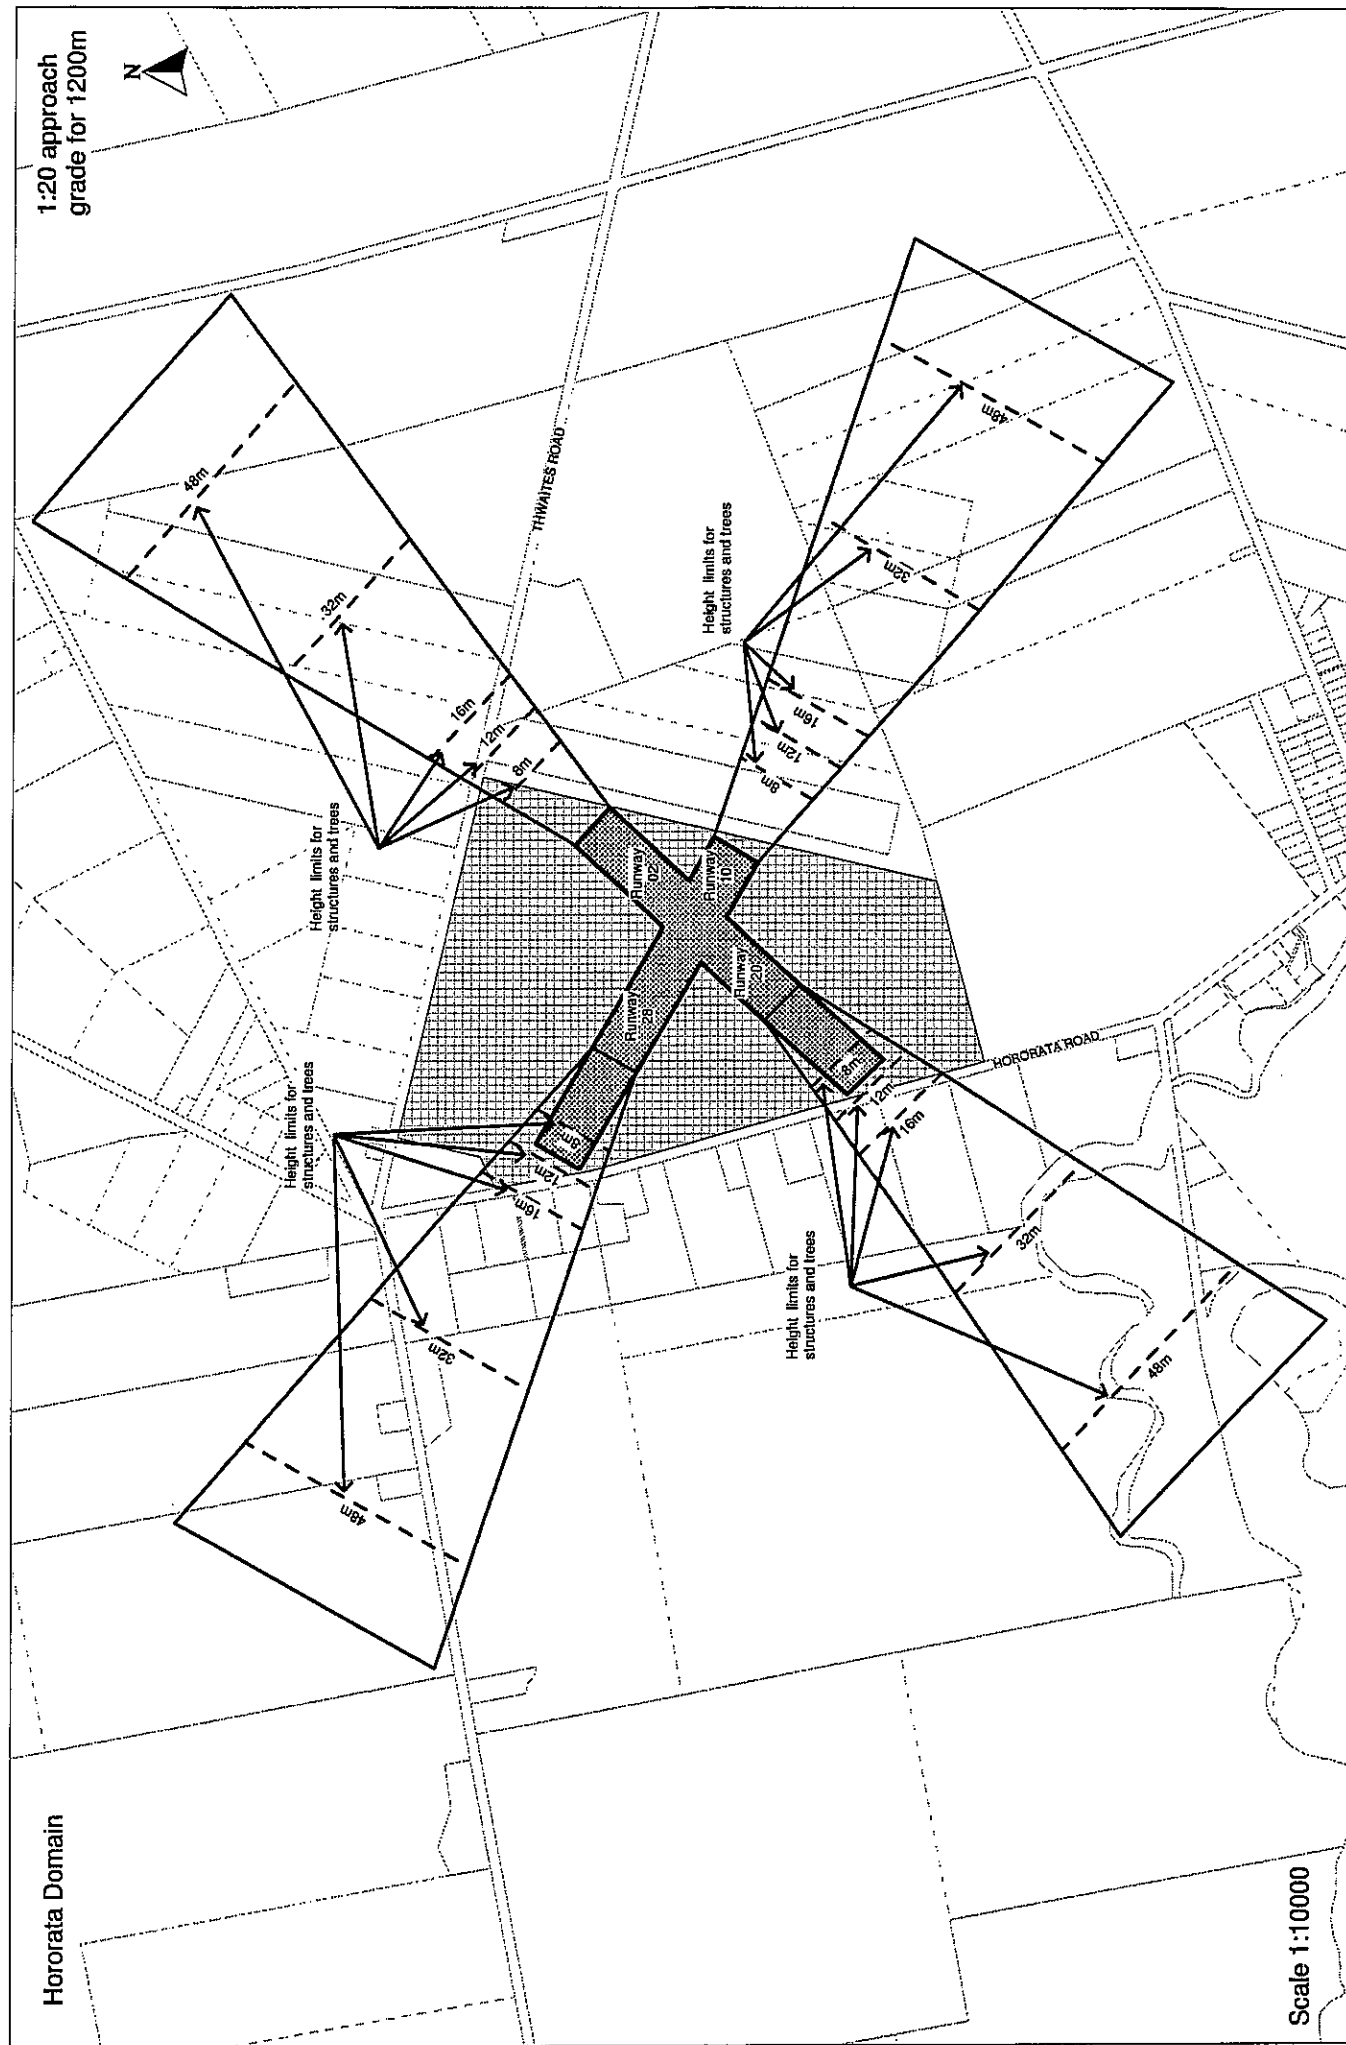 Hororata Domain
1:20 approach
grade for 1200m
N
Height limits for
structures and trees
48m
32m
16m
12m
8m
Height limits for
structures and trees
48m
32m
16m
12m
8m
THWAITES ROAD
Runway
28
Runway
02
Runway
20
Runway
10
Height limits for
structures and trees
8m
12m
16m
32m
48m
HORORATA ROAD
Height limits for
structures and trees
8m
12m
16m
32m
48m
Scale 1:10000